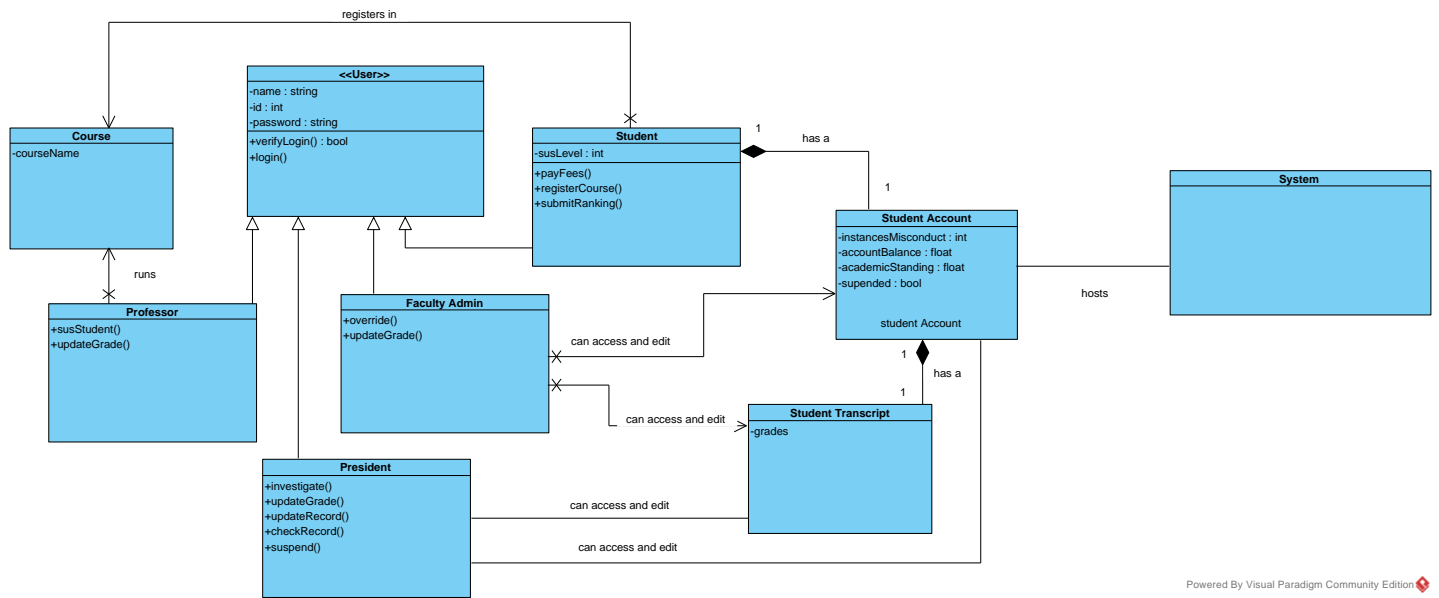 registers in
<<User>>
-name : string
-id : int
-password : string
+verifyLogin() : bool
+login()
Course
-courseName
Student
-susLevel : int
+payFees()
+registerCourse()
+submitRanking()
1
has a
1
System
Student Account
-instancesMisconduct : int
-accountBalance : float
-academicStanding : float
-supended : bool
student Account
hosts
runs
Professor
+susStudent()
+updateGrade()
Faculty Admin
+override()
+updateGrade()
can access and edit
1
has a
1
can access and edit
Student Transcript
-grades
President
+investigate()
+updateGrade()
+updateRecord()
+checkRecord()
+suspend()
can access and edit
can access and edit
Powered By Visual Paradigm Community Edition